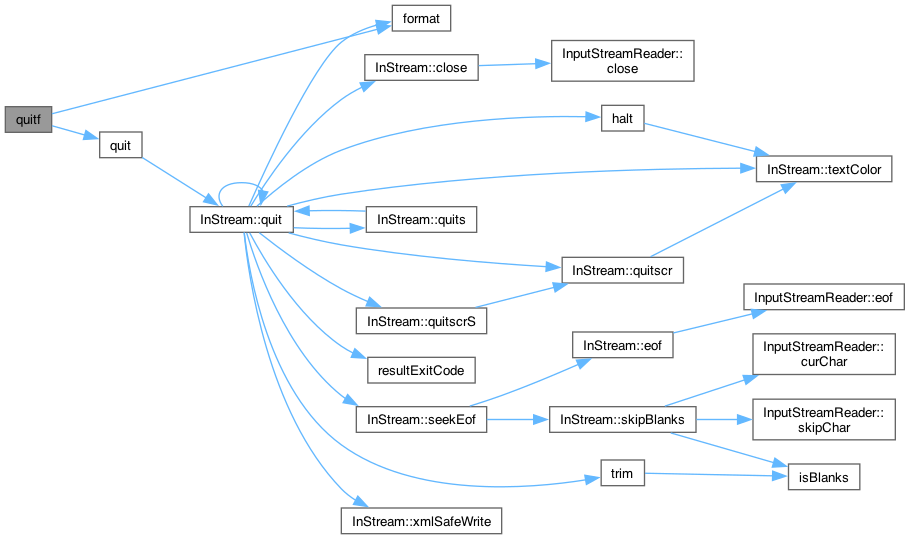 quitf
quit
InStream::quit
format
InStream::close
InputStreamReader::
close
halt
InStream::textColor
InStream::quits
InStream::quitscr
InStream::quitscrS
resultExitCode
InStream::seekEof
InStream::eof
InputStreamReader::eof
InStream::skipBlanks
InputStreamReader::
curChar
InputStreamReader::
skipChar
isBlanks
trim
InStream::xmlSafeWrite